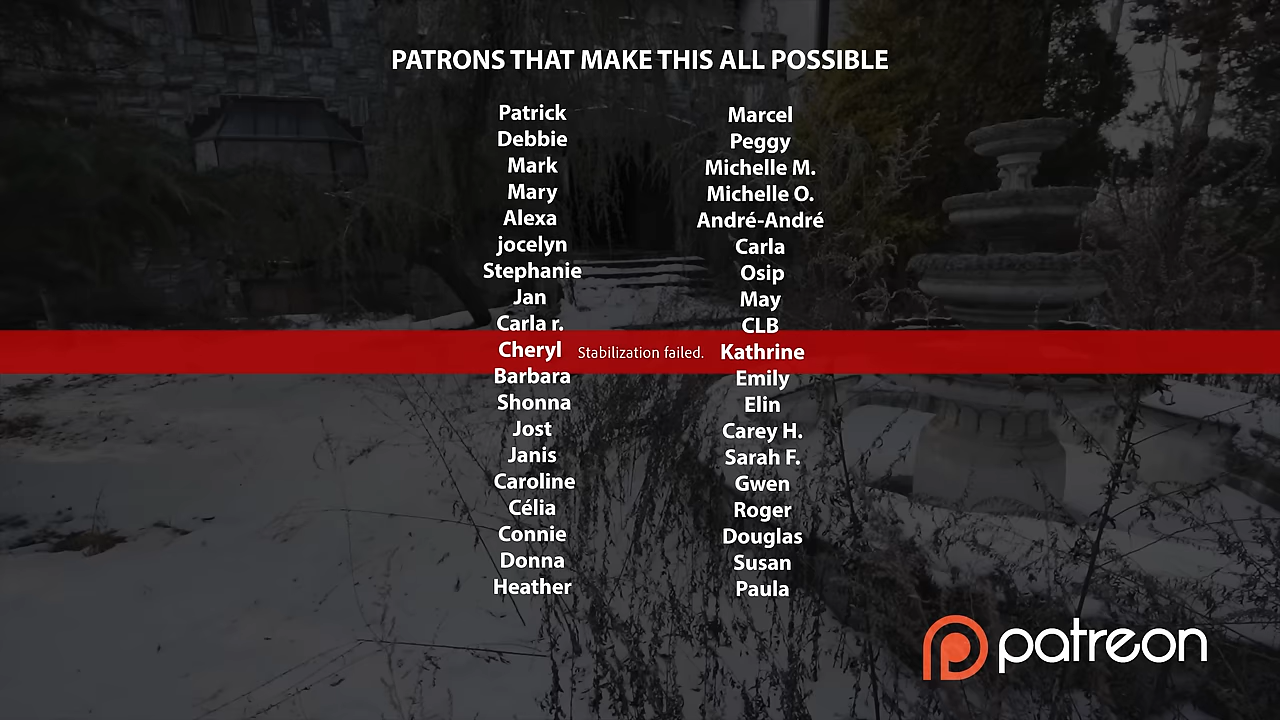 PATRONS THAT MAKE THIS ALL POSSIBLE
Patrick
Debbie
Mark
Mary
Alexa
jocelyn
Stephanie
Jan
Carla r.
Cheryl
Barbara
Shonna
Jost
Janis
Caroline
Célia
Connie
Donna
Heather
Stabilization failed.
Marcel
Peggy
Michelle M.
Michelle O.
André-André
Carla
Osip
May
CLB
Kathrine
Emily
Elin
Carey H.
Sarah F.
Gwen
Roger
Douglas
Susan
Paula
patreon